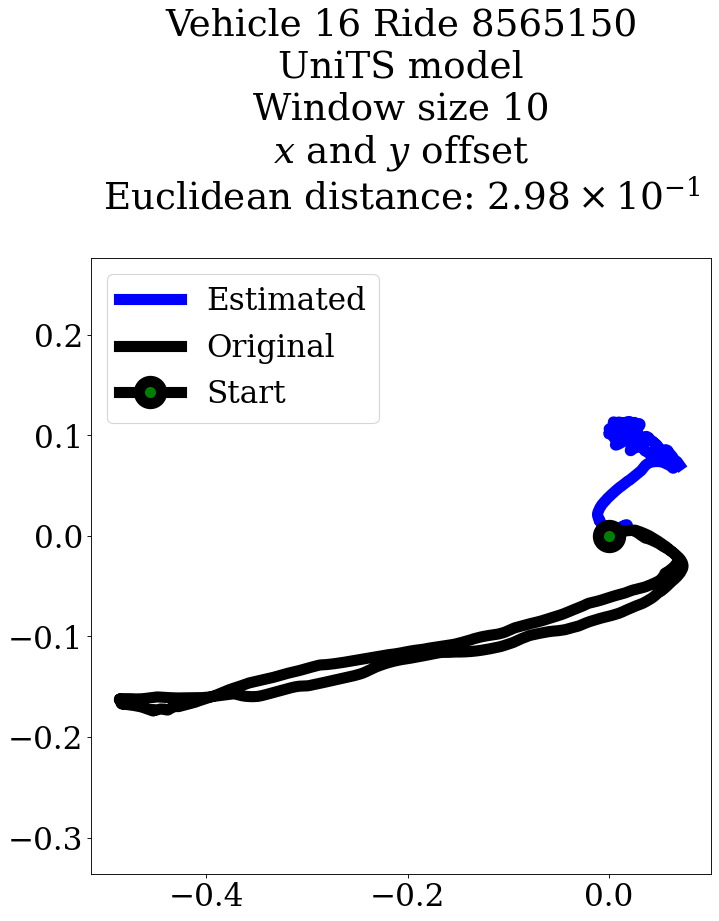 Vehicle 16 Ride 8565150
UniTS model
Window size 10
x and y offset
Euclidean distance: 2.98 × 10⁻¹
Estimated
Original
Start
0.2
0.1
0.0
−0.1
−0.2
−0.3
−0.4
−0.2
0.0